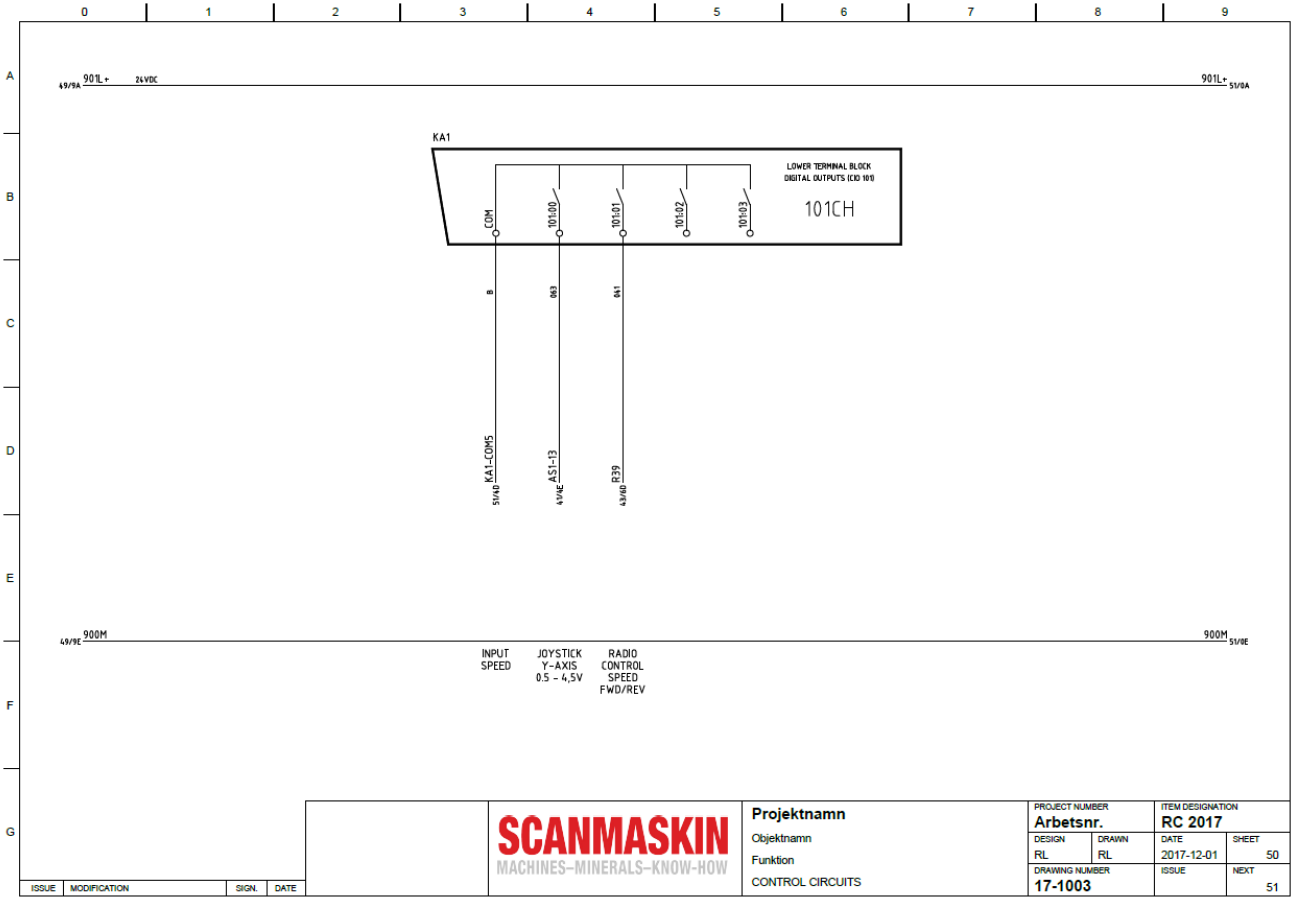 0 1 2 3 4 5 6 7 8 9
A
49/9A 901L+ 24VDC 901L+ 51/0A
KA1
B
LOWER TERMINAL BLOCK
DIGITAL OUTPUTS (CIO 101)
101CH
COM 101:00 101:01 101:02 101:03
C
B 063 041
D
KA1-COM5 AS1-13 R39
51/4D 41/4E 43/6D
E
49/9E 900M 900M 51/0E
INPUT
SPEED
JOYSTICK
Y-AXIS
0.5 - 4,5V
RADIO
CONTROL
SPEED
FWD/REV
F
G
ISSUE MODIFICATION SIGN. DATE
SCANMASKIN
MACHINES–MINERALS–KNOW-HOW
Projektnamn
Objektnamn
Funktion
CONTROL CIRCUITS
PROJECT NUMBER ITEM DESIGNATION
Arbetsnr. RC 2017
DESIGN DRAWN DATE SHEET
RL RL 2017-12-01 50
DRAWING NUMBER ISSUE NEXT
17-1003 51